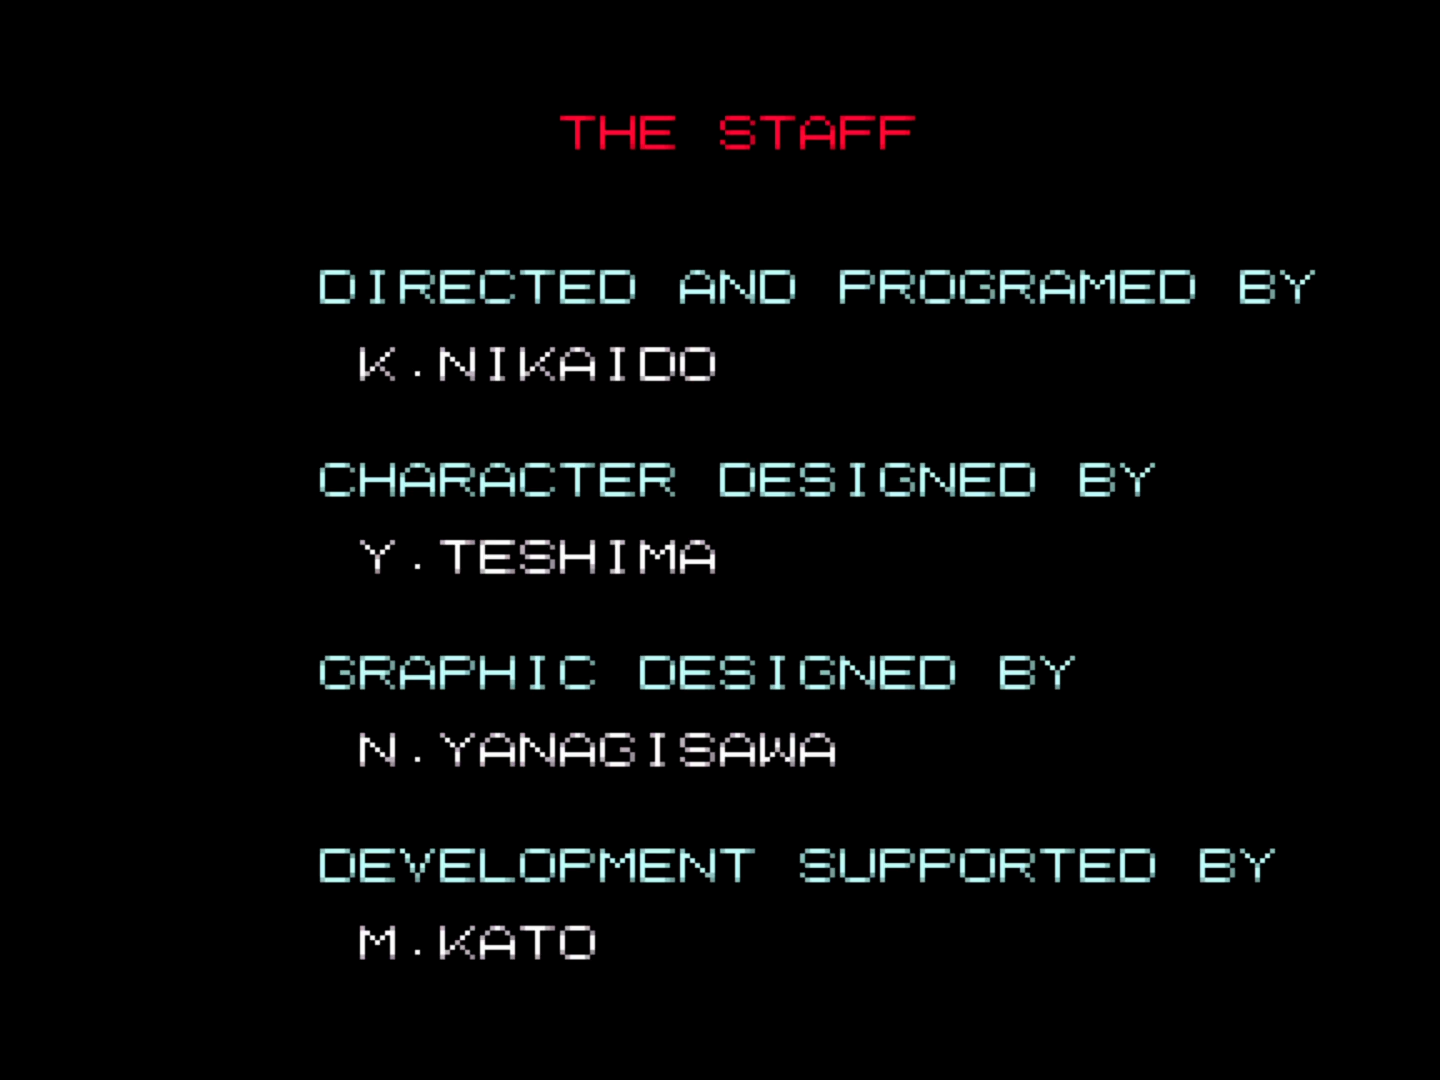 THE STAFF
DIRECTED AND PROGRAMED BY
K.NIKAIDO
CHARACTER DESIGNED BY
Y.TESHIMA
GRAPHIC DESIGNED BY
N.YANAGISAWA
DEVELOPMENT SUPPORTED BY
M.KATO